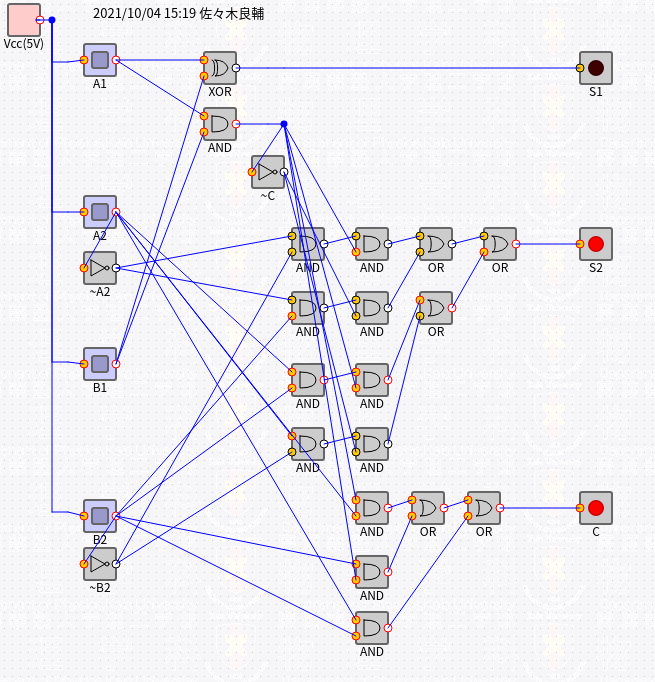 2021/10/04 15:19 佐々木良輔
Vcc(5V)
A1
XOR
S1
AND
~C
A2
AND
AND
OR
OR
S2
~A2
AND
AND
OR
B1
AND
AND
AND
AND
B2
AND
OR
OR
C
~B2
AND
AND